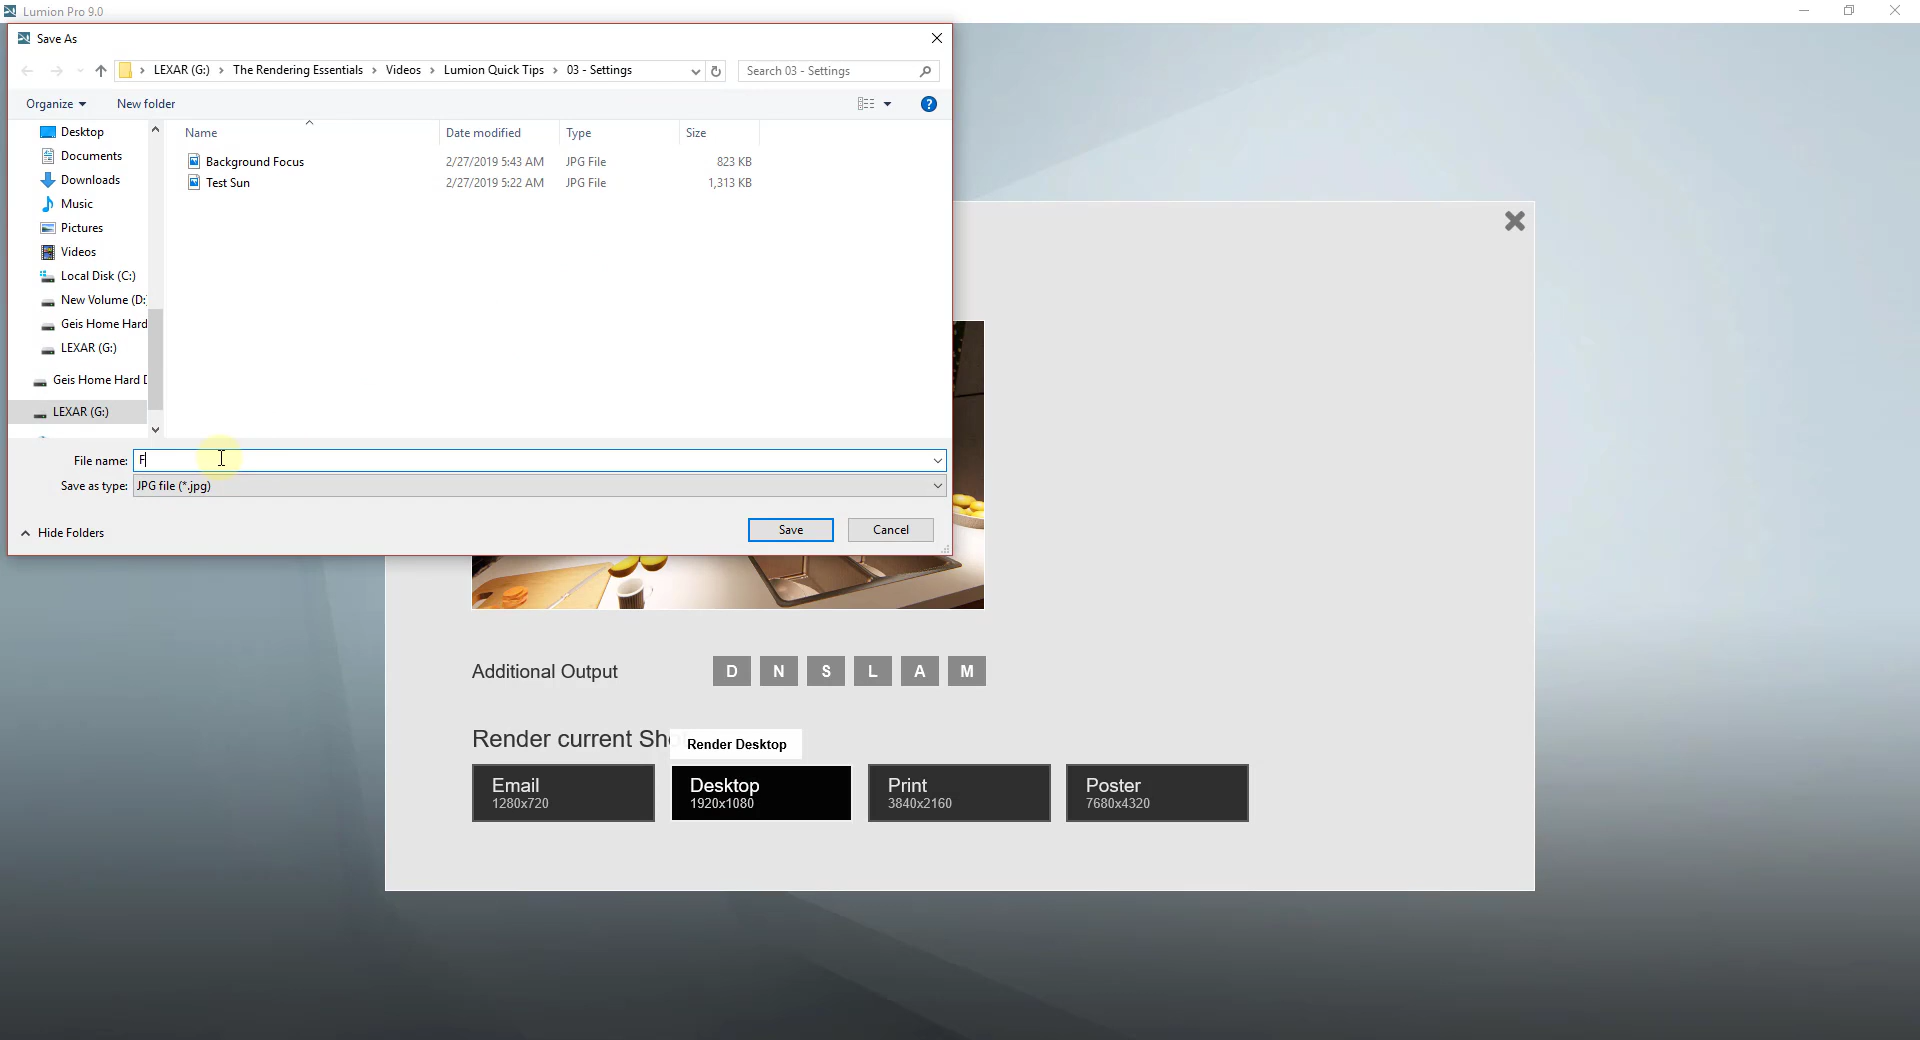 Lumion Pro 9.0
Save As
LEXAR (G:) > The Rendering Essentials > Videos > Lumion Quick Tips > 03 - Settings
Search 03 - Settings
Organize
New folder
?
Name
Date modified
Type
Size
Background Focus 2/27/2019 5:43 AM JPG File 823 KB
Test Sun 2/27/2019 5:22 AM JPG File 1,313 KB
Desktop
Documents
Downloads
Music
Pictures
Videos
Local Disk (C:)
New Volume (D:
Geis Home Hard
LEXAR (G:)
Geis Home Hard D
LEXAR (G:)
File name: F
Save as type: JPG file (*.jpg)
Hide Folders
Save
Cancel
Additional Output
D N S L A M
Render current Sho
Render Desktop
Email
1280x720
Desktop
1920x1080
Print
3840x2160
Poster
7680x4320